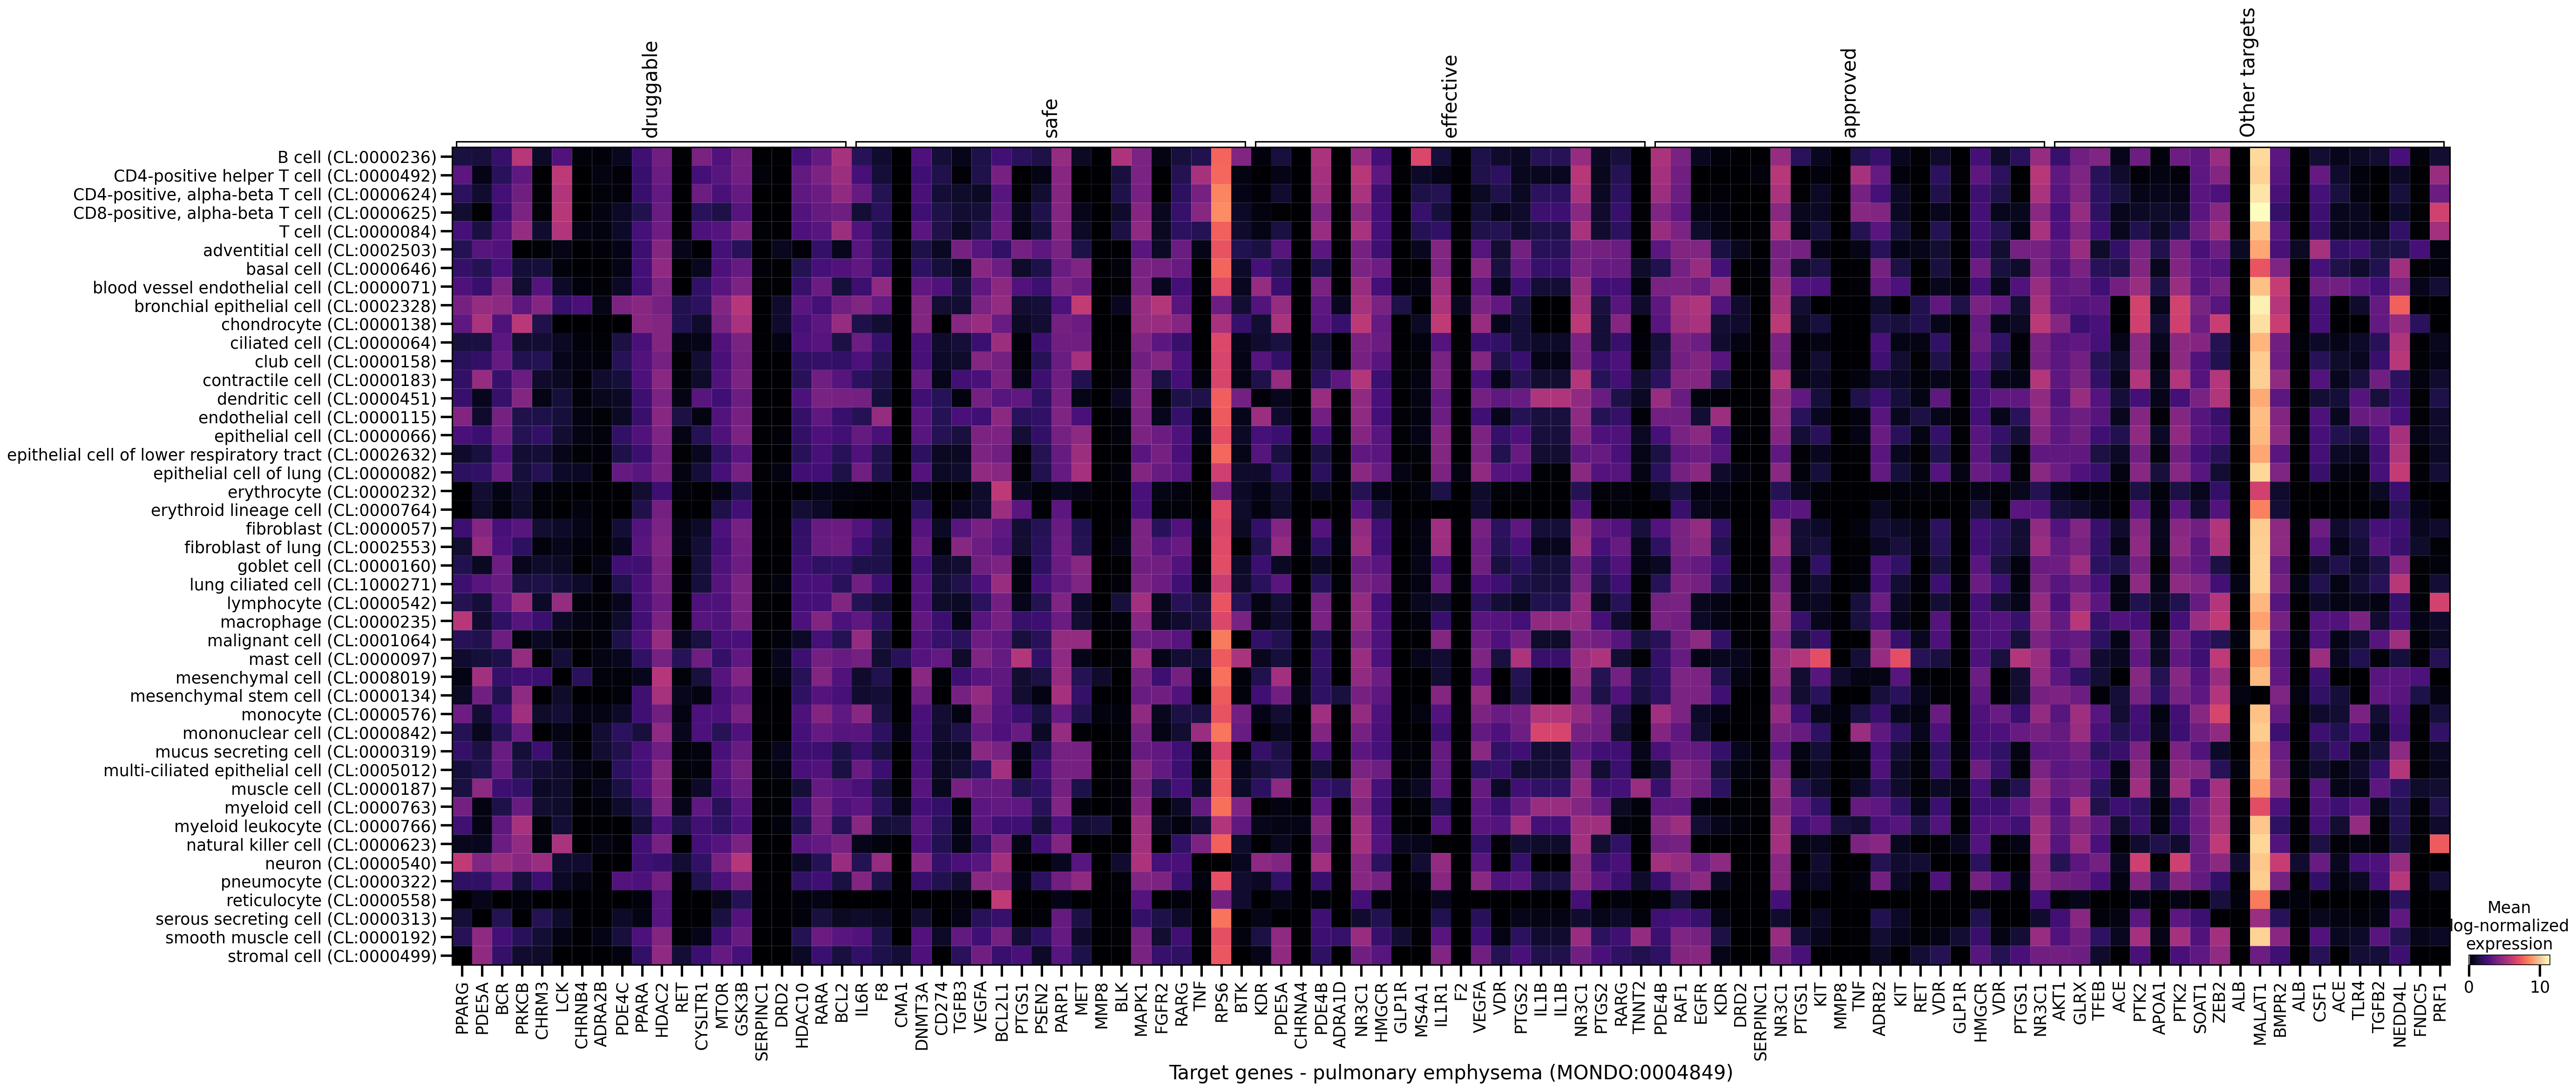 druggable
safe
effective
approved
Other targets
B cell (CL:0000236)
CD4-positive helper T cell (CL:0000492)
CD4-positive, alpha-beta T cell (CL:0000624)
CD8-positive, alpha-beta T cell (CL:0000625)
T cell (CL:0000084)
adventitial cell (CL:0002503)
basal cell (CL:0000646)
blood vessel endothelial cell (CL:0000071)
bronchial epithelial cell (CL:0002328)
chondrocyte (CL:0000138)
ciliated cell (CL:0000064)
club cell (CL:0000158)
contractile cell (CL:0000183)
dendritic cell (CL:0000451)
endothelial cell (CL:0000115)
epithelial cell (CL:0000066)
epithelial cell of lower respiratory tract (CL:0002632)
epithelial cell of lung (CL:0000082)
erythrocyte (CL:0000232)
erythroid lineage cell (CL:0000764)
fibroblast (CL:0000057)
fibroblast of lung (CL:0002553)
goblet cell (CL:0000160)
lung ciliated cell (CL:1000271)
lymphocyte (CL:0000542)
macrophage (CL:0000235)
malignant cell (CL:0001064)
mast cell (CL:0000097)
mesenchymal cell (CL:0008019)
mesenchymal stem cell (CL:0000134)
monocyte (CL:0000576)
mononuclear cell (CL:0000842)
mucus secreting cell (CL:0000319)
multi-ciliated epithelial cell (CL:0005012)
muscle cell (CL:0000187)
myeloid cell (CL:0000763)
myeloid leukocyte (CL:0000766)
natural killer cell (CL:0000623)
neuron (CL:0000540)
pneumocyte (CL:0000322)
reticulocyte (CL:0000558)
serous secreting cell (CL:0000313)
smooth muscle cell (CL:0000192)
stromal cell (CL:0000499)
PPARG
PDE5A
BCR
PRKCB
CHRM3
LCK
CHRNB4
ADRA2B
PDE4C
PPARA
HDAC2
RET
CYSLTR1
MTOR
GSK3B
SERPINC1
DRD2
HDAC10
RARA
BCL2
IL6R
F8
CMA1
DNMT3A
CD274
TGFB3
VEGFA
BCL2L1
PTGS1
PSEN2
PARP1
MET
MMP8
BLK
MAPK1
FGFR2
RARG
TNF
RPS6
BTK
KDR
PDE5A
CHRNA4
PDE4B
ADRA1D
NR3C1
HMGCR
GLP1R
MS4A1
IL1R1
F2
VEGFA
VDR
PTGS2
IL1B
IL1B
NR3C1
PTGS2
RARG
TNNT2
PDE4B
RAF1
EGFR
KDR
DRD2
SERPINC1
NR3C1
PTGS1
KIT
MMP8
TNF
ADRB2
KIT
RET
VDR
GLP1R
HMGCR
VDR
PTGS1
NR3C1
AKT1
GLRX
TFEB
ACE
PTK2
APOA1
PTK2
SOAT1
ZEB2
ALB
MALAT1
BMPR2
ALB
CSF1
ACE
TLR4
TGFB2
NEDD4L
FNDC5
PRF1
Target genes - pulmonary emphysema (MONDO:0004849)
Mean
log-normalized
expression
0 10